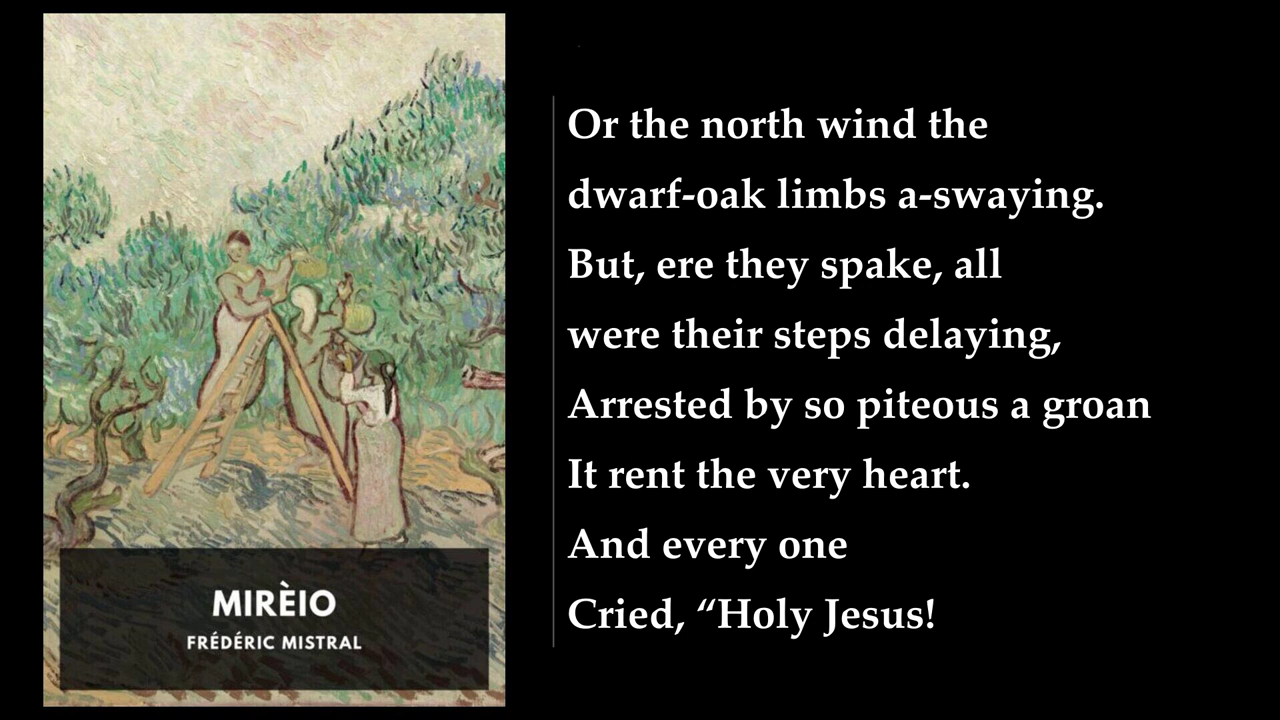 MIRÈIO
FRÉDÉRIC MISTRAL
Or the north wind the
dwarf-oak limbs a-swaying.
But, ere they spake, all
were their steps delaying,
Arrested by so piteous a groan
It rent the very heart.
And every one
Cried, “Holy Jesus!